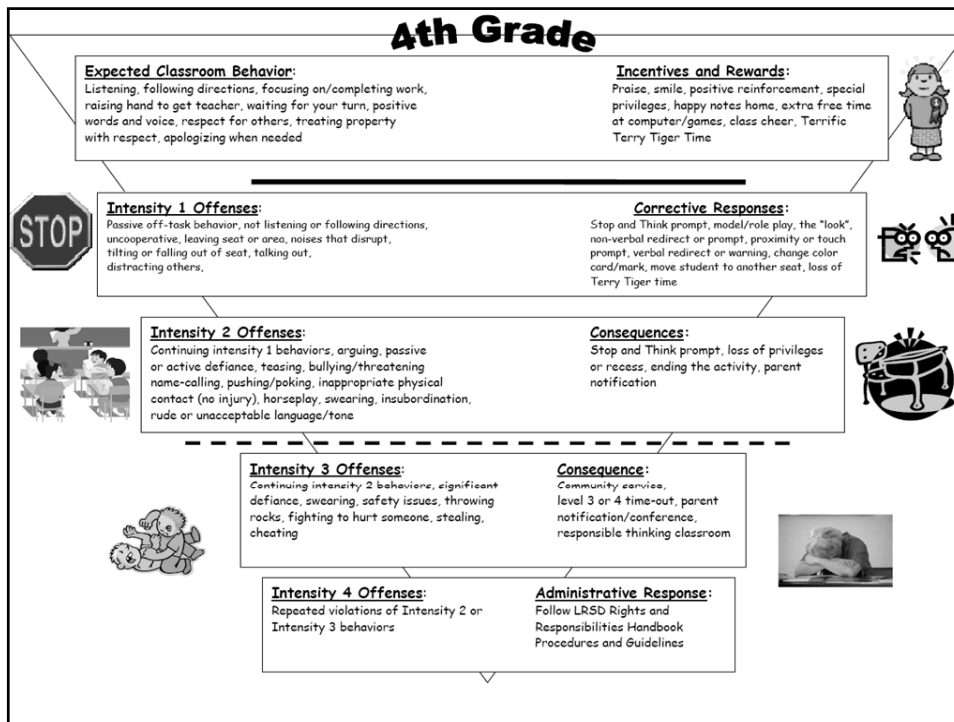 4th Grade
Expected Classroom Behavior:
Listening, following directions, focusing on/completing work,
raising hand to get teacher, waiting for your turn, positive
words and voice, respect for others, treating property
with respect, apologizing when needed
Incentives and Rewards:
Praise, smile, positive reinforcement, special
privileges, happy notes home, extra free time
at computer/games, class cheer, Terrific
Terry Tiger Time
STOP
Intensity 1 Offenses:
Passive off-task behavior, not listening or following directions,
uncooperative, leaving seat or area, noises that disrupt,
tilting or falling out of seat, talking out,
distracting others,
Corrective Responses:
Stop and Think prompt, model/role play, the "look",
non-verbal redirect or prompt, proximity or touch
prompt, verbal redirect or warning, change color
card/mark, move student to another seat, loss of
Terry Tiger time
Intensity 2 Offenses:
Continuing intensity 1 behaviors, arguing, passive
or active defiance, teasing, bullying/threatening
name-calling, pushing/poking, inappropriate physical
contact (no injury), horseplay, swearing, insubordination,
rude or unacceptable language/tone
Consequences:
Stop and Think prompt, loss of privileges
or recess, ending the activity, parent
notification
Intensity 3 Offenses:
Continuing intensity 2 behaviors, significant
defiance, swearing, safety issues, throwing
rocks, fighting to hurt someone, stealing,
cheating
Consequence:
Community service,
level 3 or 4 time-out, parent
notification/conference,
responsible thinking classroom
Intensity 4 Offenses:
Repeated violations of Intensity 2 or
Intensity 3 behaviors
Administrative Response:
Follow LRSD Rights and
Responsibilities Handbook
Procedures and Guidelines